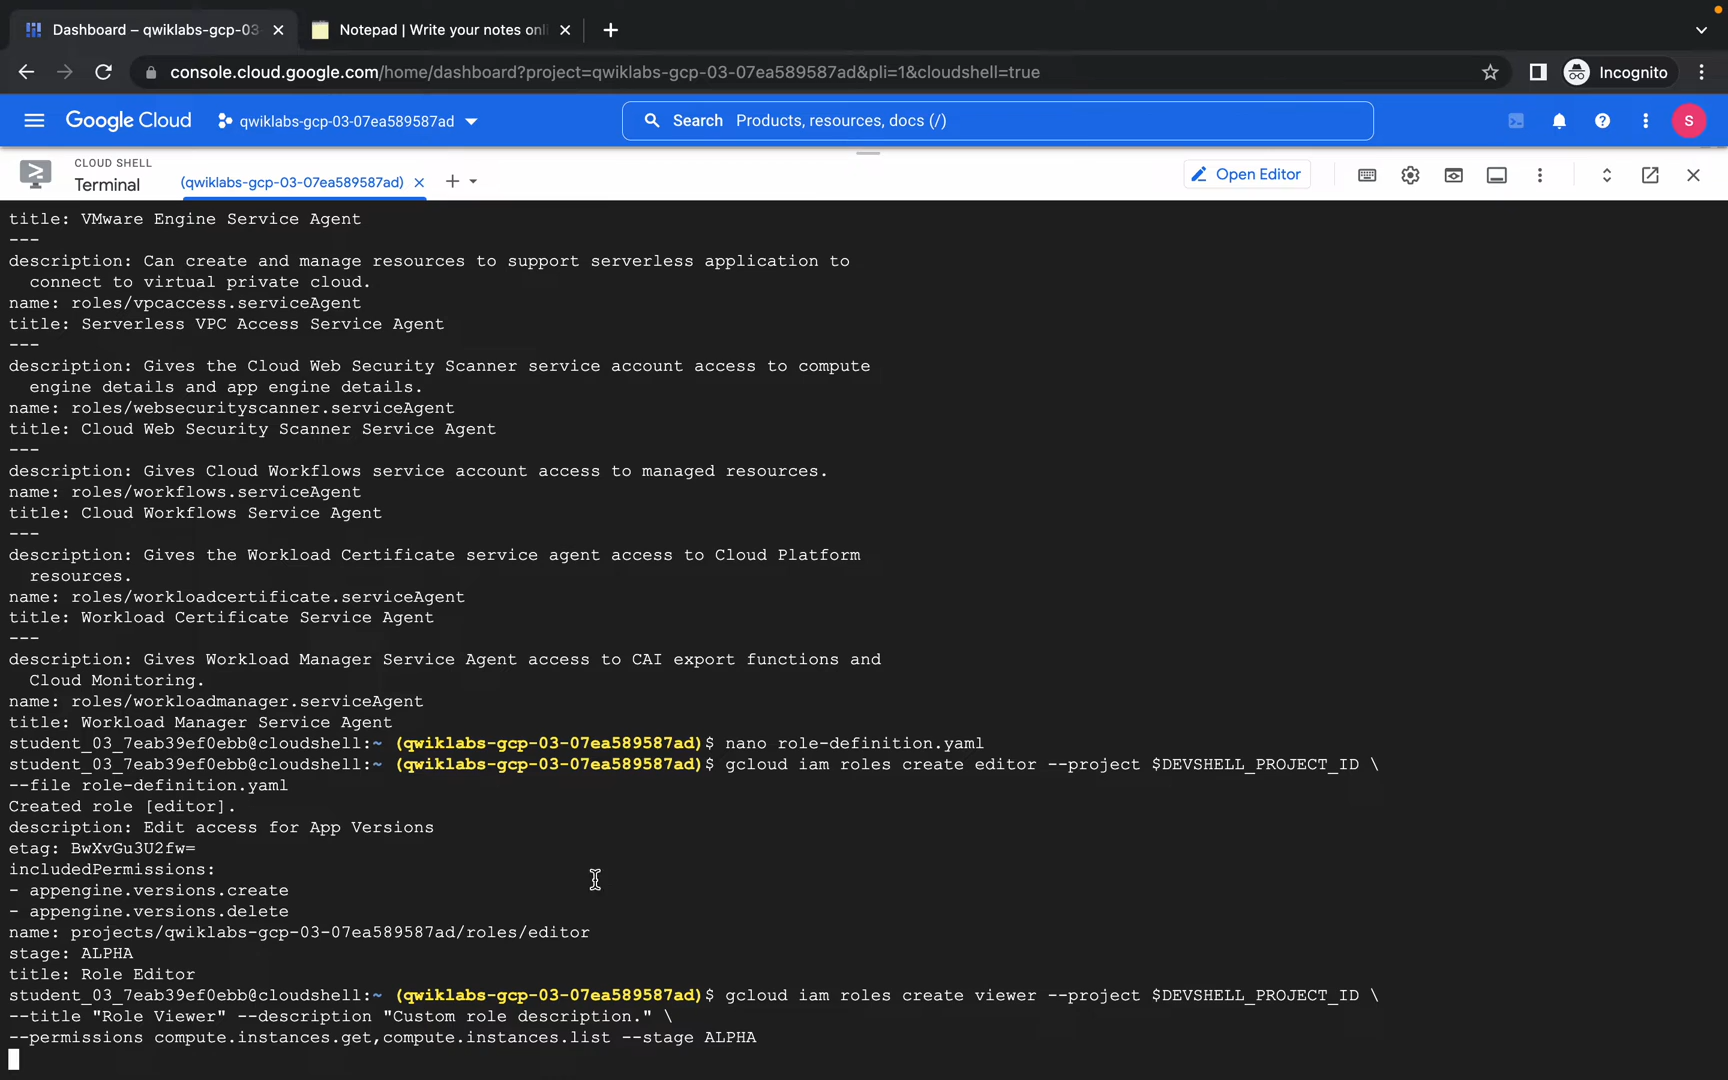 Dashboard – qwiklabs-gcp-03
Notepad | Write your notes onli
console.cloud.google.com/home/dashboard?project=qwiklabs-gcp-03-07ea589587ad&pli=1&cloudshell=true
Incognito
Google Cloud
qwiklabs-gcp-03-07ea589587ad
Search Products, resources, docs (/)
S
CLOUD SHELL
Terminal
(qwiklabs-gcp-03-07ea589587ad)
Open Editor
title: VMware Engine Service Agent
---
description: Can create and manage resources to support serverless application to
connect to virtual private cloud.
name: roles/vpcaccess.serviceAgent
title: Serverless VPC Access Service Agent
---
description: Gives the Cloud Web Security Scanner service account access to compute
engine details and app engine details.
name: roles/websecurityscanner.serviceAgent
title: Cloud Web Security Scanner Service Agent
---
description: Gives Cloud Workflows service account access to managed resources.
name: roles/workflows.serviceAgent
title: Cloud Workflows Service Agent
---
description: Gives the Workload Certificate service agent access to Cloud Platform
resources.
name: roles/workloadcertificate.serviceAgent
title: Workload Certificate Service Agent
---
description: Gives Workload Manager Service Agent access to CAI export functions and
Cloud Monitoring.
name: roles/workloadmanager.serviceAgent
title: Workload Manager Service Agent
student_03_7eab39ef0ebb@cloudshell:~ (qwiklabs-gcp-03-07ea589587ad)$ nano role-definition.yaml
student_03_7eab39ef0ebb@cloudshell:~ (qwiklabs-gcp-03-07ea589587ad)$ gcloud iam roles create editor --project $DEVSHELL_PROJECT_ID \
--file role-definition.yaml
Created role [editor].
description: Edit access for App Versions
etag: BwXvGu3U2fw=
includedPermissions:
- appengine.versions.create
- appengine.versions.delete
name: projects/qwiklabs-gcp-03-07ea589587ad/roles/editor
stage: ALPHA
title: Role Editor
student_03_7eab39ef0ebb@cloudshell:~ (qwiklabs-gcp-03-07ea589587ad)$ gcloud iam roles create viewer --project $DEVSHELL_PROJECT_ID \
--title "Role Viewer" --description "Custom role description." \
--permissions compute.instances.get,compute.instances.list --stage ALPHA